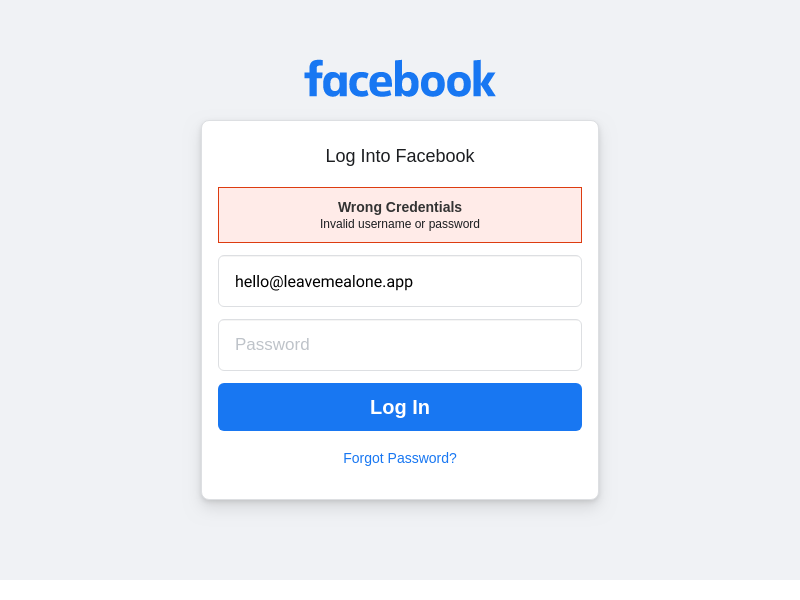 facebook
Log Into Facebook
Wrong Credentials
Invalid username or password
hello@leavemealone.app
Password
Log In
Forgot Password?